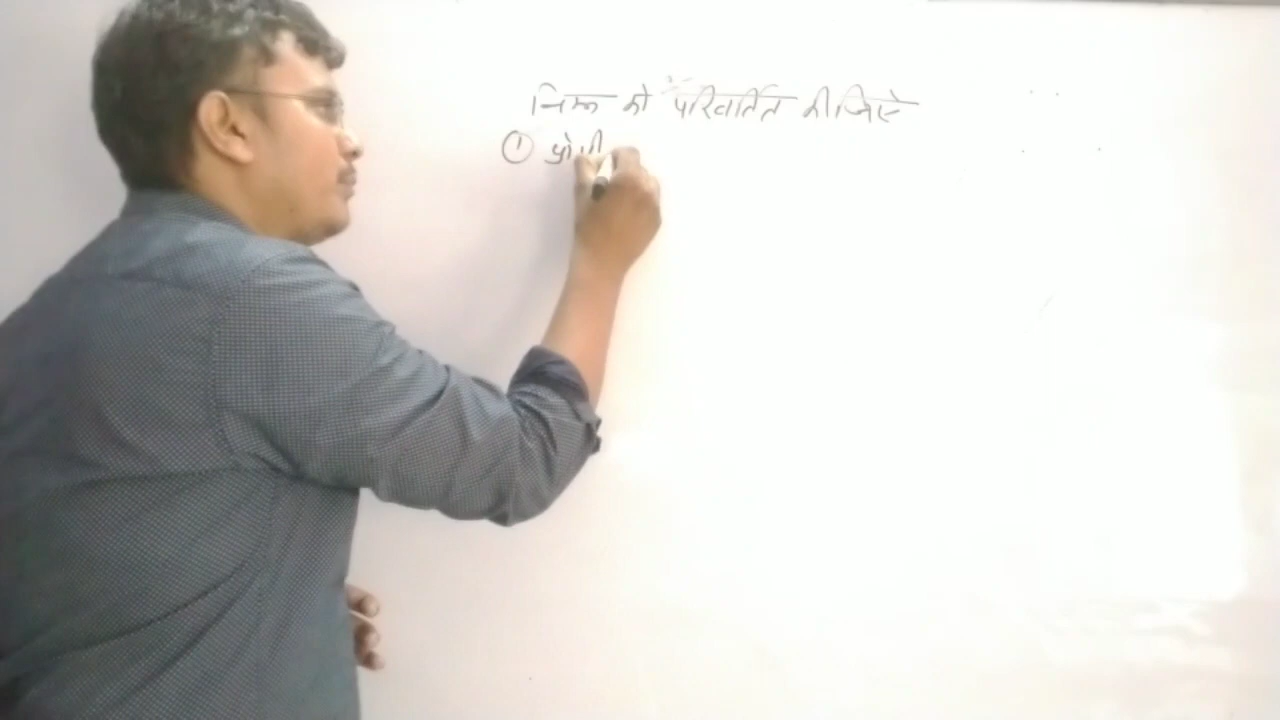 निम्न को परिवर्तित कीजिए
① प्रोपी